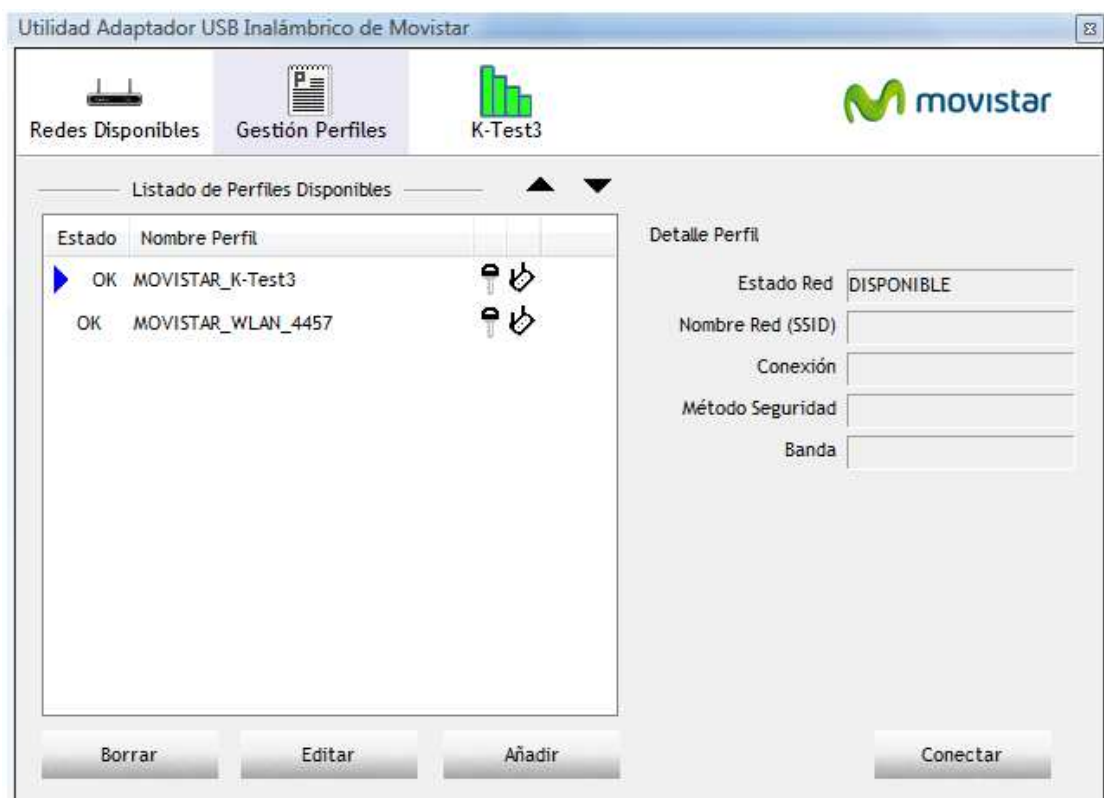 Utilidad Adaptador USB Inalámbrico de Movistar
Redes Disponibles
Gestión Perfiles
K-Test3
movistar
Listado de Perfiles Disponibles
Estado Nombre Perfil
OK MOVISTAR_K-Test3
OK MOVISTAR_WLAN_4457
Detalle Perfil
Estado Red DISPONIBLE
Nombre Red (SSID)
Conexión
Método Seguridad
Banda
Borrar
Editar
Añadir
Conectar